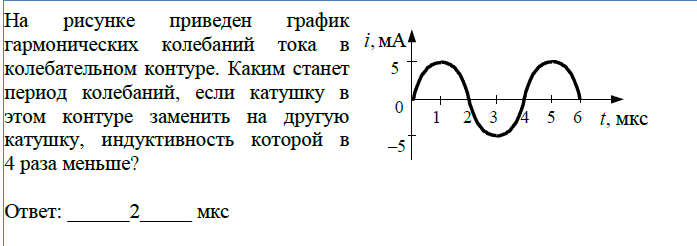 На рисунке приведен график
гармонических колебаний тока в
колебательном контуре. Каким станет
период колебаний, если катушку в
этом контуре заменить на другую
катушку, индуктивность которой в
4 раза меньше?
Ответ: ______2_____ мкс
i, мА
5
0
1 2 3 4 5 6 t, мкс
–5